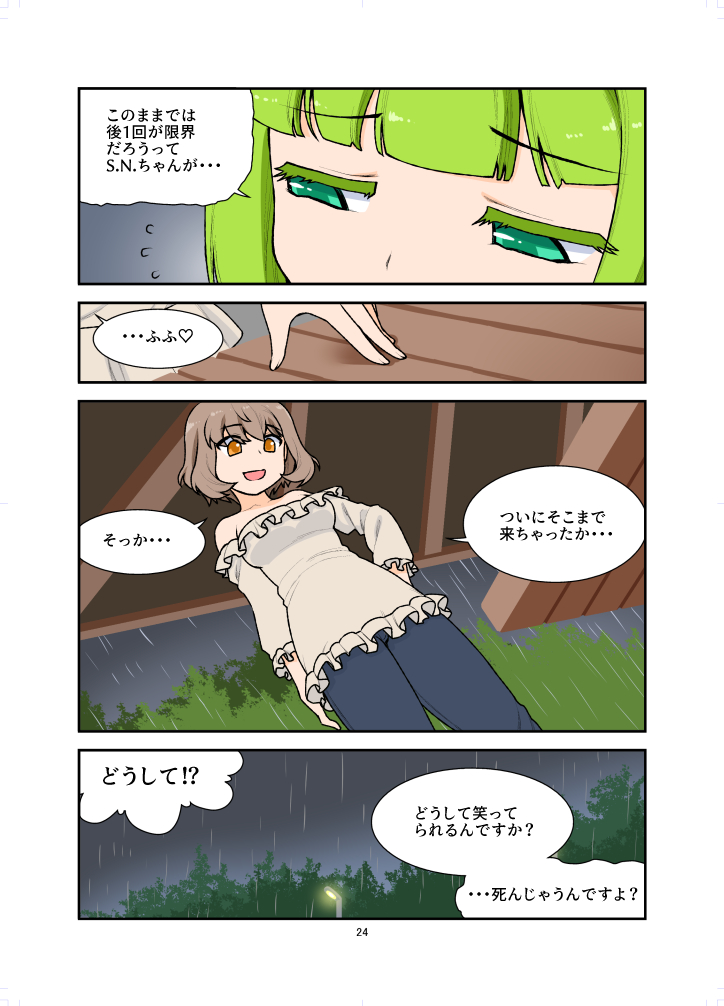 このままでは
後1回が限界
だろうって
S.N.ちゃんが・・・
・・・ふふ♡
ついにそこまで
来ちゃったか・・・
そっか・・・
どうして!?
どうして笑って
られるんですか？
・・・死んじゃうんですよ？
24